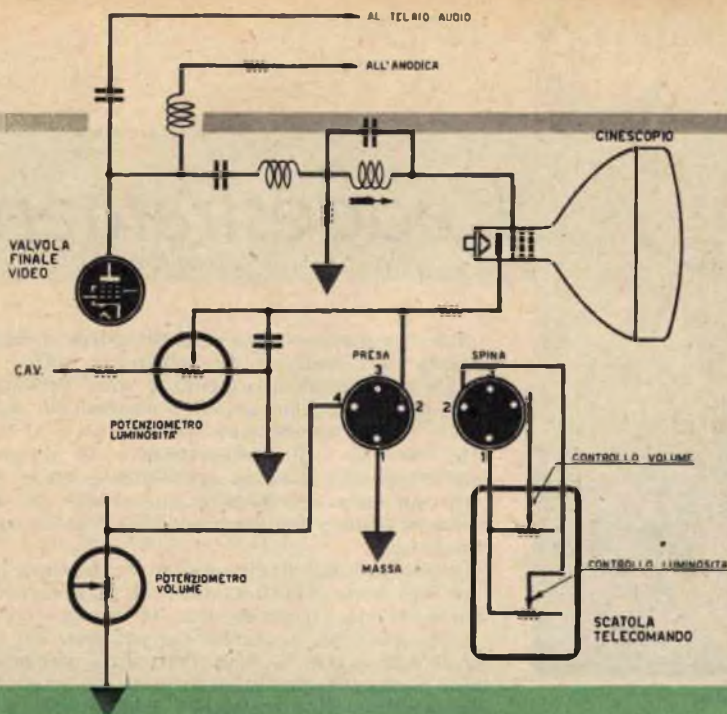 AL TELAIO AUDIO
ALL'ANODICA
CINESCOPIO
VALVOLA
FINALE
VIDEO
C.A.V.
POTENZIOMETRO
LUMINOSITA'
PRESA
3
4
2
1
MASSA
SPINA
3
2
1
CONTROLLO VOLUME
CONTROLLO LUMINOSITA
SCATOLA
TELECOMANDO
POTENZIOMETRO
VOLUME